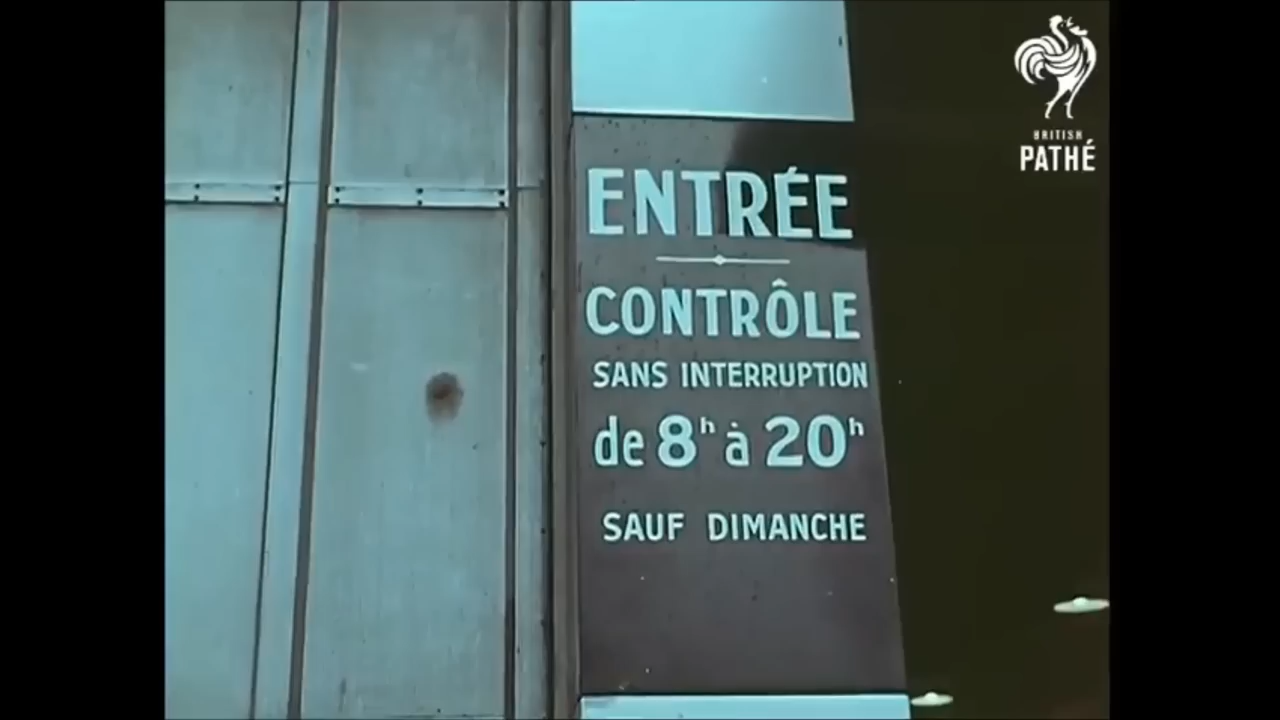 BRITISH
PATHÉ
ENTRÉE
CONTRÔLE
SANS INTERRUPTION
de 8h à 20h
SAUF DIMANCHE